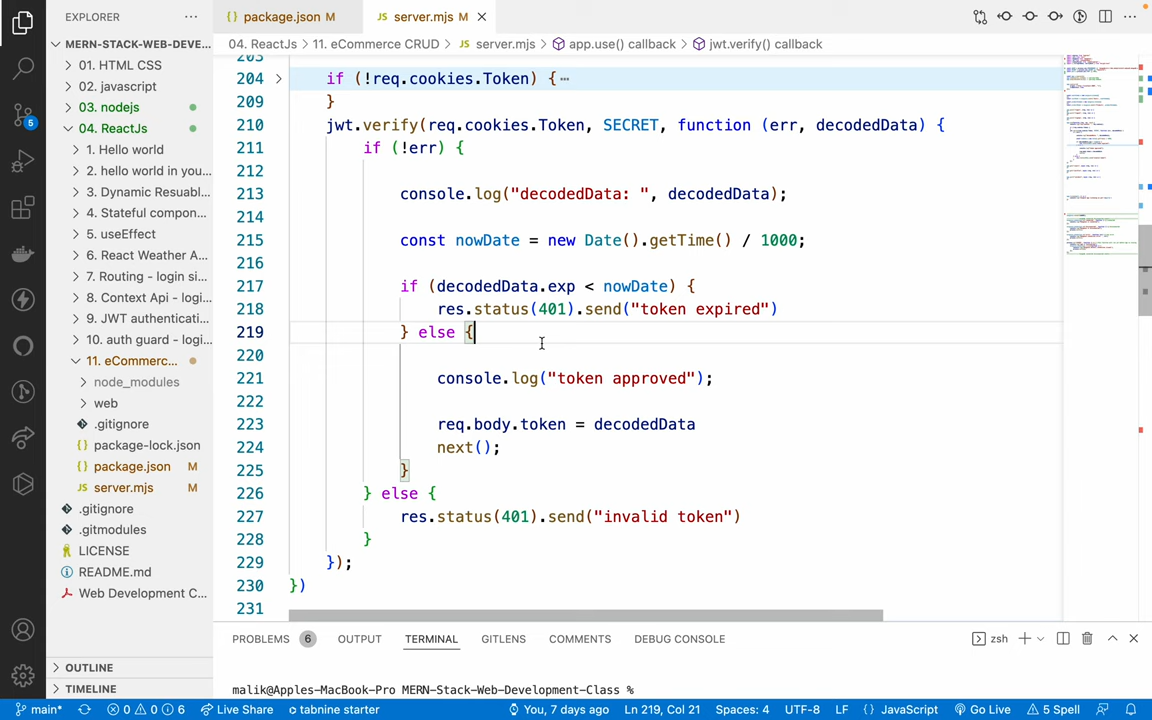 EXPLORER
package.json M
server.mjs M
MERN-STACK-WEB-DEVE...
04. ReactJs > 11. eCommerce CRUD > JS server.mjs > app.use() callback > jwt.verify() callback
01. HTML CSS
02. javascript
03. nodejs
04. ReactJs
1. Hello world
2. hello world in you...
3. Dynamic Resuabl...
4. Stateful compon...
5. useEffect
6. React Weather A...
7. Routing - login si...
8. Context Api - logi...
9. JWT authenticati...
10. auth guard - logi...
11. eCommerc...
node_modules
web
.gitignore
package-lock.json
package.json M
JS server.mjs M
.gitignore
.gitmodules
LICENSE
README.md
Web Development C...
OUTLINE
TIMELINE
5
203
204 if (!req.cookies.Token) {
209 }
210 jwt.verify(req.cookies.Token, SECRET, function (err, decodedData) {
211 if (!err) {
212
213 console.log("decodedData: ", decodedData);
214
215 const nowDate = new Date().getTime() / 1000;
216
217 if (decodedData.exp < nowDate) {
218 res.status(401).send("token expired")
219 } else {
220
221 console.log("token approved");
222
223 req.body.token = decodedData
224 next();
225 }
226 } else {
227 res.status(401).send("invalid token")
228 }
229 });
230 })
231
PROBLEMS 6 OUTPUT TERMINAL GITLENS COMMENTS DEBUG CONSOLE zsh
malik@Apples-MacBook-Pro MERN-Stack-Web-Development-Class %
main* 0 0 6 Live Share tabnine starter You, 7 days ago Ln 219, Col 21 Spaces: 4 UTF-8 LF {} JavaScript Go Live 5 Spell